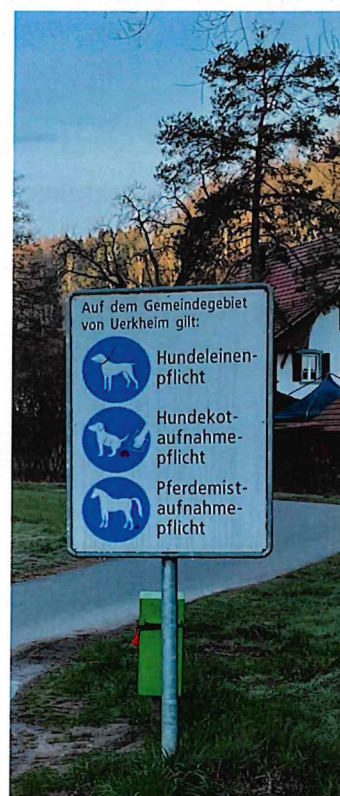 Auf dem Gemeindegebiet
von Uerkheim gilt:
Hundeleinen-
pflicht
Hundekot-
aufnahme-
pflicht
Pferdemist-
aufnahme-
pflicht